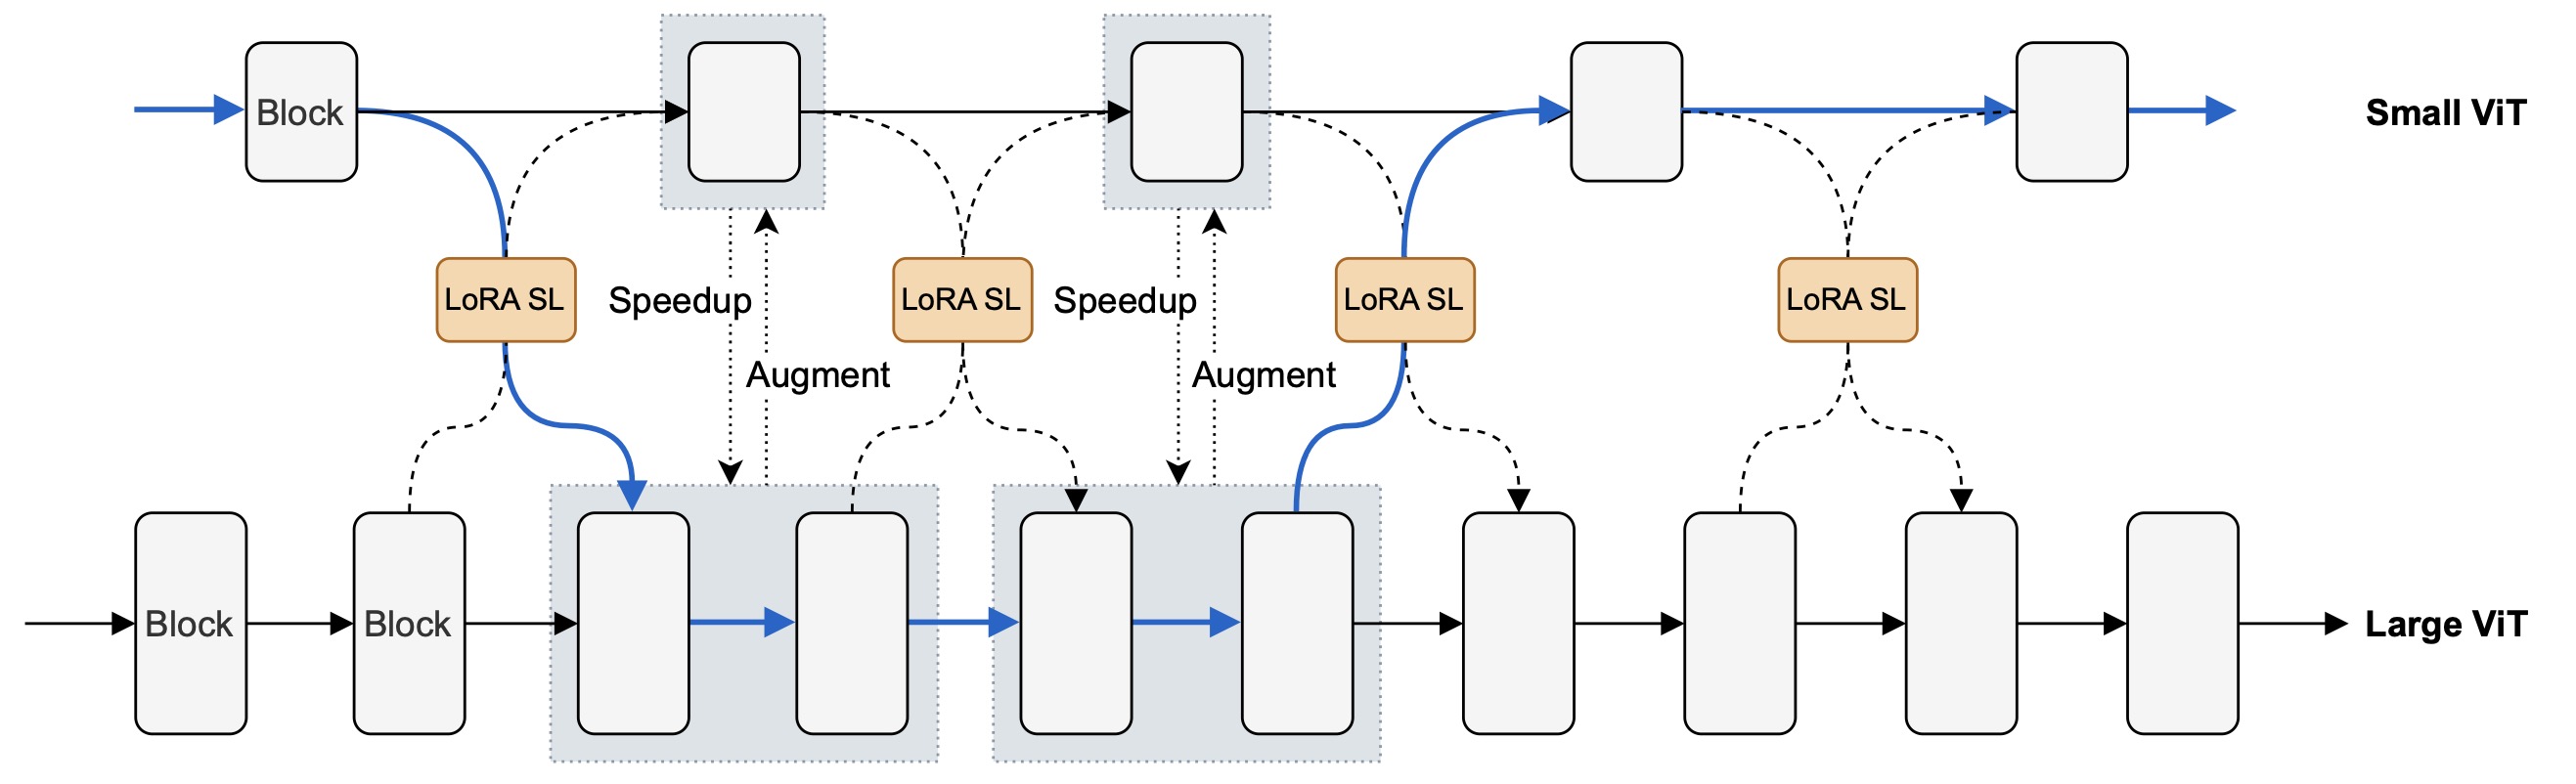 Block
Small ViT
LoRA SL
Speedup
LoRA SL
Speedup
LoRA SL
LoRA SL
Augment
Augment
Block
Block
Large ViT